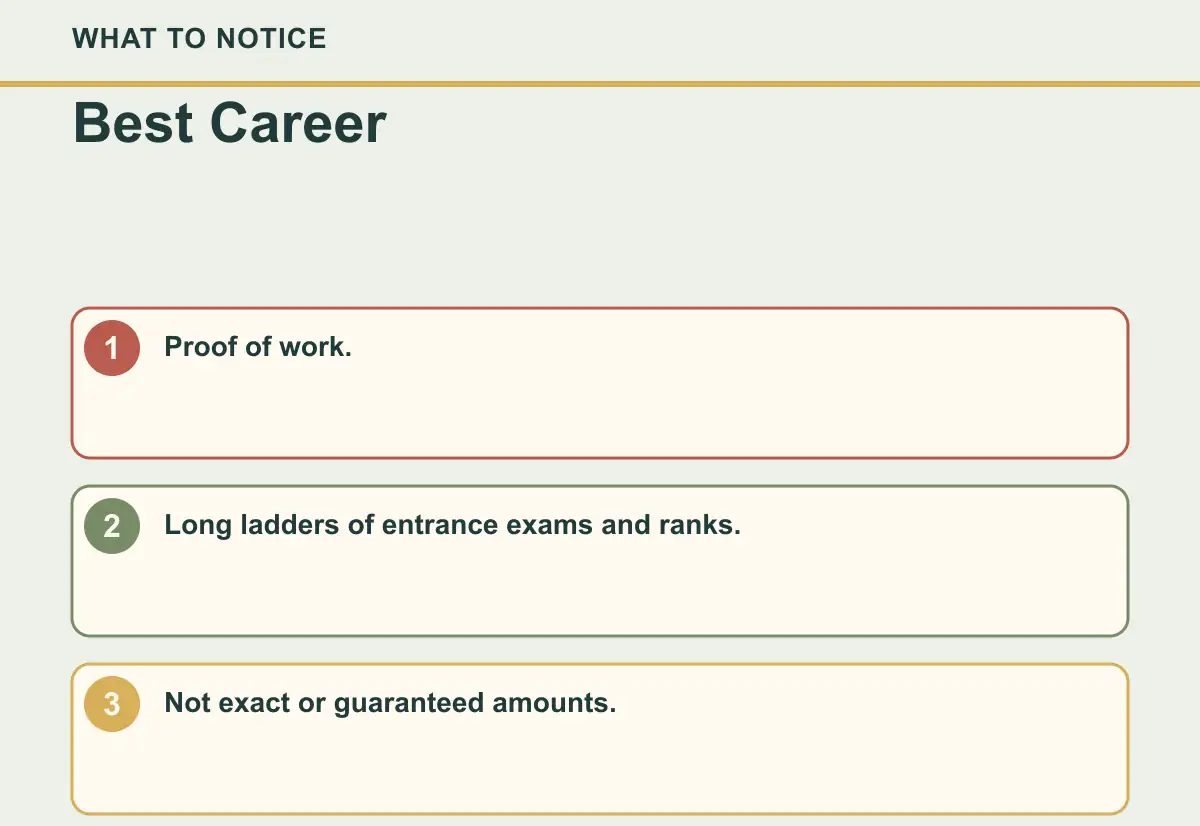 WHAT TO NOTICE
Best Career
1 Proof of work.
2 Long ladders of entrance exams and ranks.
3 Not exact or guaranteed amounts.